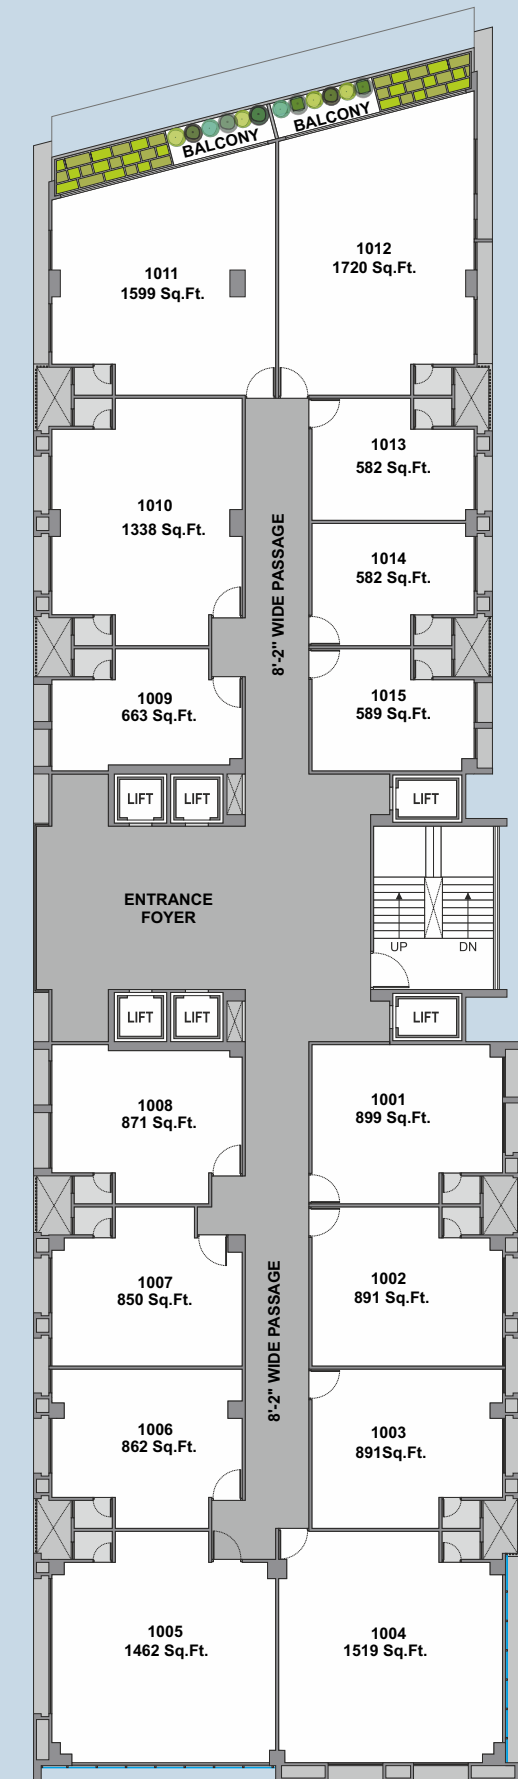 BALCONY
BALCONY
1012
1720 Sq.Ft.
1011
1599 Sq.Ft.
1013
582 Sq.Ft.
1010
1338 Sq.Ft.
8'-2" WIDE PASSAGE
1014
582 Sq.Ft.
1009
663 Sq.Ft.
1015
589 Sq.Ft.
LIFT
LIFT
LIFT
ENTRANCE
FOYER
UP
DN
LIFT
LIFT
LIFT
1008
871 Sq.Ft.
1001
899 Sq.Ft.
1007
850 Sq.Ft.
1002
891 Sq.Ft.
8'-2" WIDE PASSAGE
1006
862 Sq.Ft.
1003
891Sq.Ft.
1005
1462 Sq.Ft.
1004
1519 Sq.Ft.